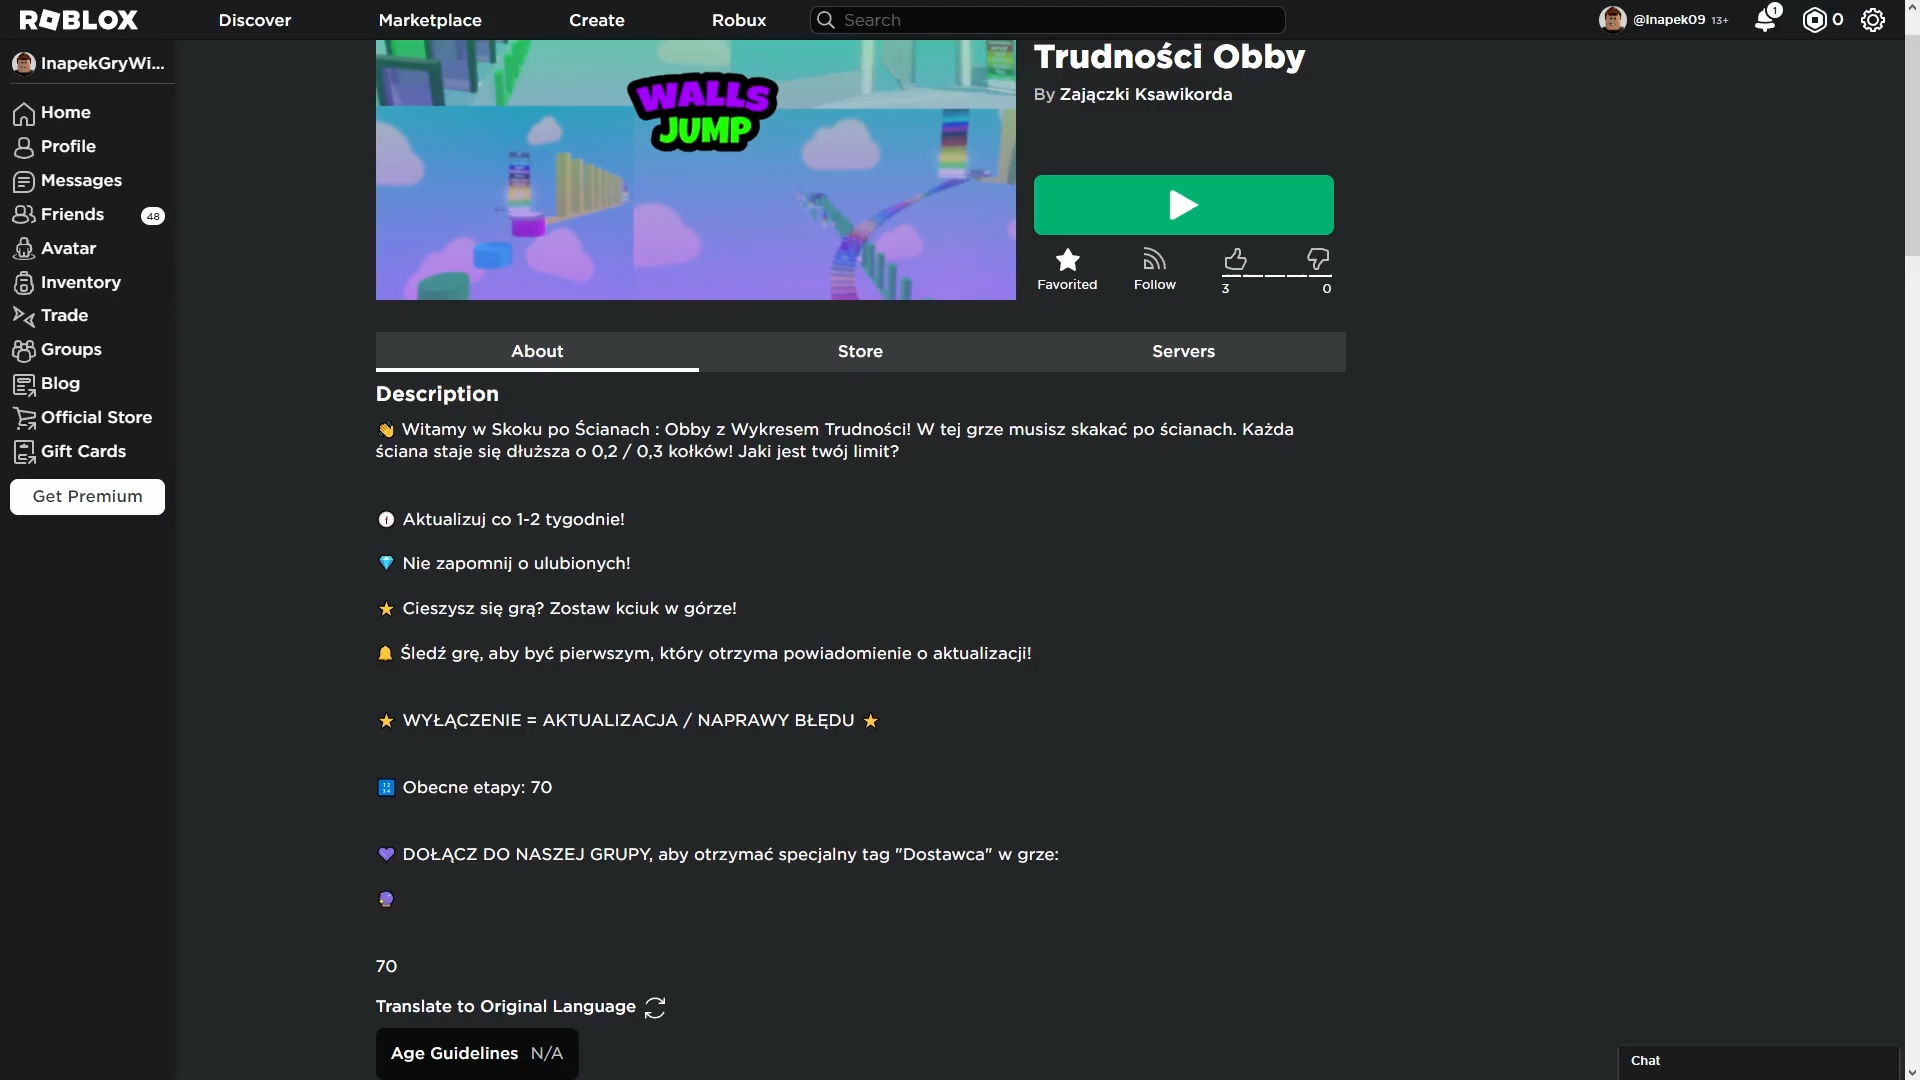 ROBLOX Discover Marketplace Create Robux Search @Inapek09 13+ 1 0
InapekGryWi...
Home
Profile
Messages
Friends 48
Avatar
Inventory
Trade
Groups
Blog
Official Store
Gift Cards
Get Premium
WALLS
JUMP
Trudności Obby
By Zajączki Ksawikorda
Favorited Follow 3 0
About Store Servers
Description
👋 Witamy w Skoku po Ścianach : Obby z Wykresem Trudności! W tej grze musisz skakać po ścianach. Każda
ściana staje się dłuższa o 0,2 / 0,3 kołków! Jaki jest twój limit?
🕕 Aktualizuj co 1-2 tygodnie!
💎 Nie zapomnij o ulubionych!
⭐ Cieszysz się grą? Zostaw kciuk w górze!
🔔 Śledź grę, aby być pierwszym, który otrzyma powiadomienie o aktualizacji!
⭐ WYŁĄCZENIE = AKTUALIZACJA / NAPRAWY BŁĘDU ⭐
🔢 Obecne etapy: 70
💜 DOŁĄCZ DO NASZEJ GRUPY, aby otrzymać specjalny tag "Dostawca" w grze:
🔮
70
Translate to Original Language
Age Guidelines N/A
Chat